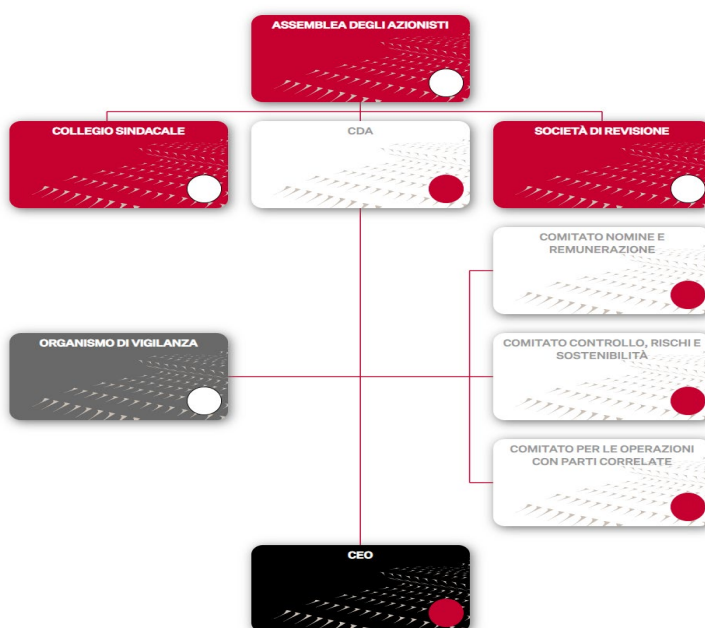 ASSEMBLEA DEGLI AZIONISTI
COLLEGIO SINDACALE
CDA
SOCIETÀ DI REVISIONE
COMITATO NOMINE E
REMUNERAZIONE
ORGANISMO DI VIGILANZA
COMITATO CONTROLLO, RISCHI E
SOSTENIBILITÀ
COMITATO PER LE OPERAZIONI
CON PARTI CORRELATE
CEO